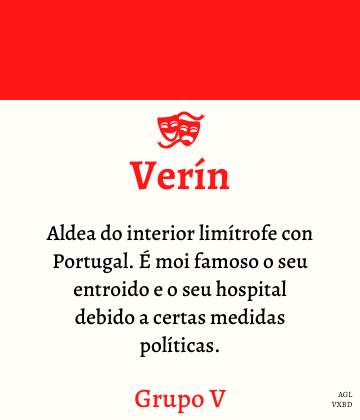 Verín
Aldea do interior limítrofe con
Portugal. É moi famoso o seu
entroido e o seu hospital
debido a certas medidas
políticas.
Grupo V
AGL
VXBD